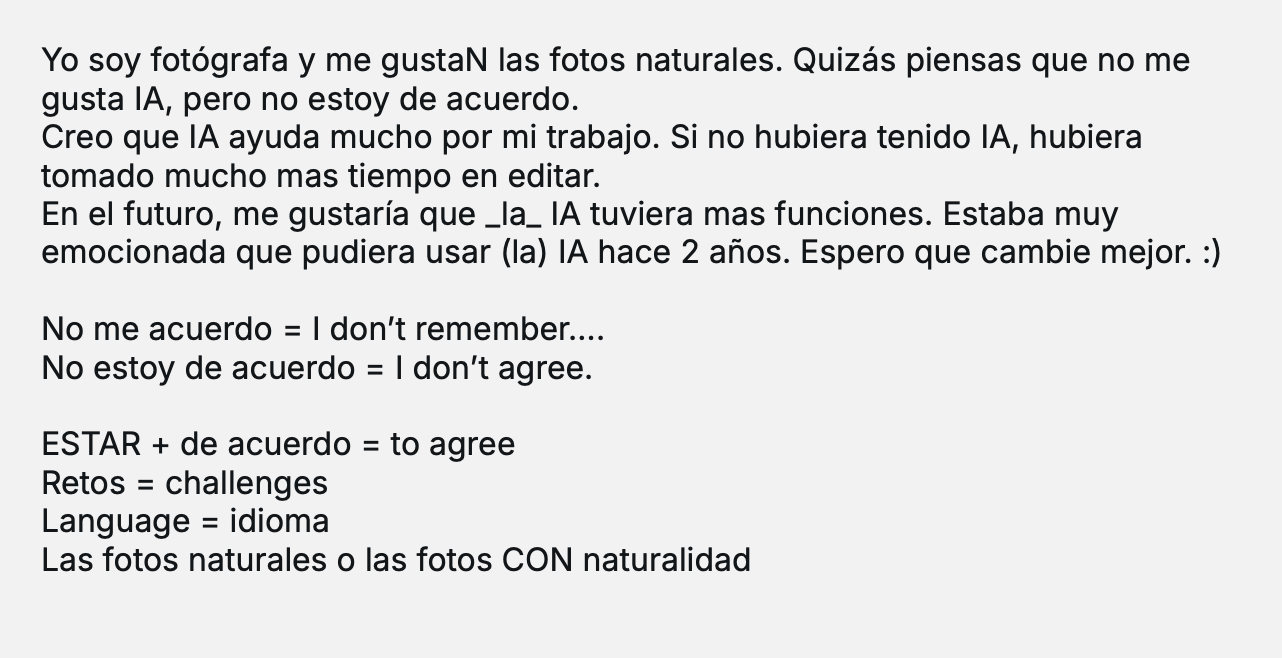 Yo soy fotógrafa y me gustaN las fotos naturales. Quizás piensas que no me
gusta IA, pero no estoy de acuerdo.
Creo que IA ayuda mucho por mi trabajo. Si no hubiera tenido IA, hubiera
tomado mucho mas tiempo en editar.
En el futuro, me gustaría que _la_ IA tuviera mas funciones. Estaba muy
emocionada que pudiera usar (la) IA hace 2 años. Espero que cambie mejor. :)
No me acuerdo = I don’t remember....
No estoy de acuerdo = I don’t agree.
ESTAR + de acuerdo = to agree
Retos = challenges
Language = idioma
Las fotos naturales o las fotos CON naturalidad